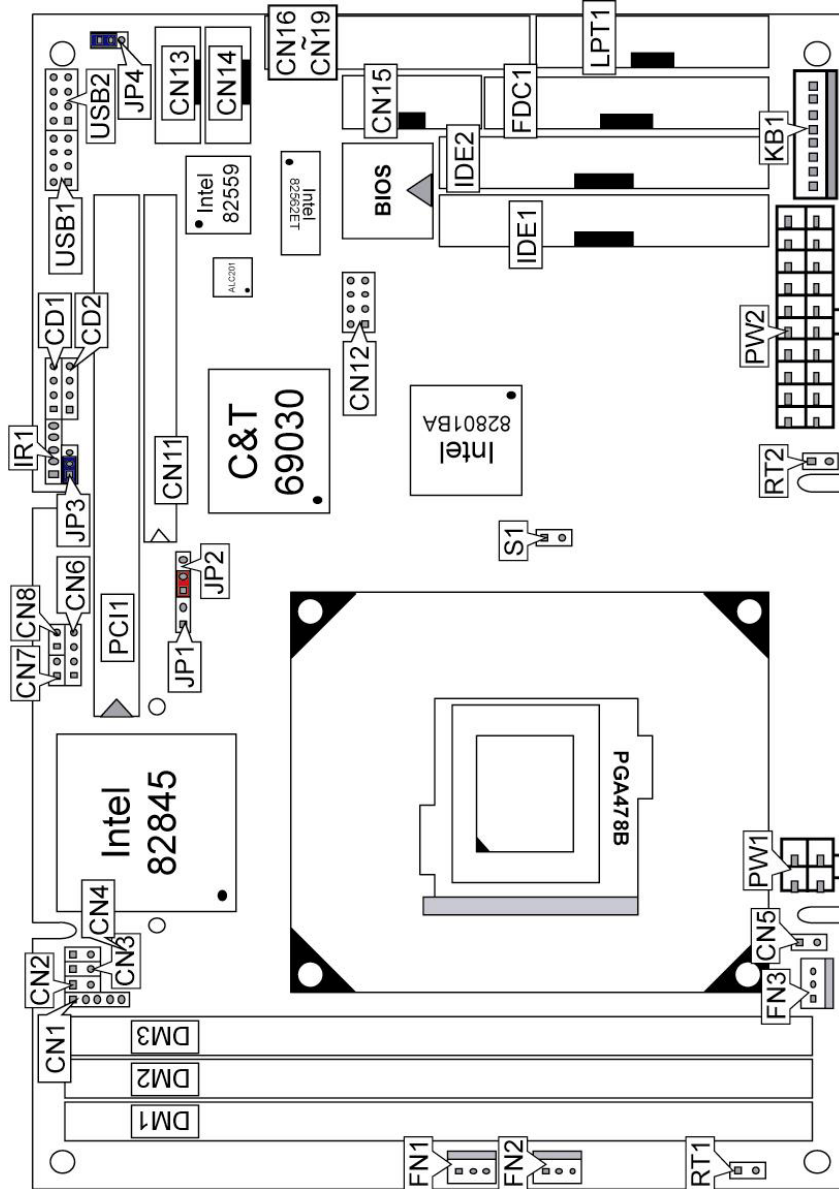 CN16
~
CN19
LPT1
JP4
CN13
CN14
USB2
CN15
FDC1
KB1
Intel
82559
Intel
82562ET
BIOS
IDE2
USB1
IDE1
ALC201
CD1
CD2
CN12
PW2
IR1
C&T
69030
Intel
82801BA
CN11
JP3
RT2
S1
JP2
CN8
CN6
PCI1
CN7
JP1
Intel
82845
PGA478B
PW1
CN4
CN2
CN3
CN5
FN3
CN1
DM3
DM2
DM1
FN1
FN2
RT1